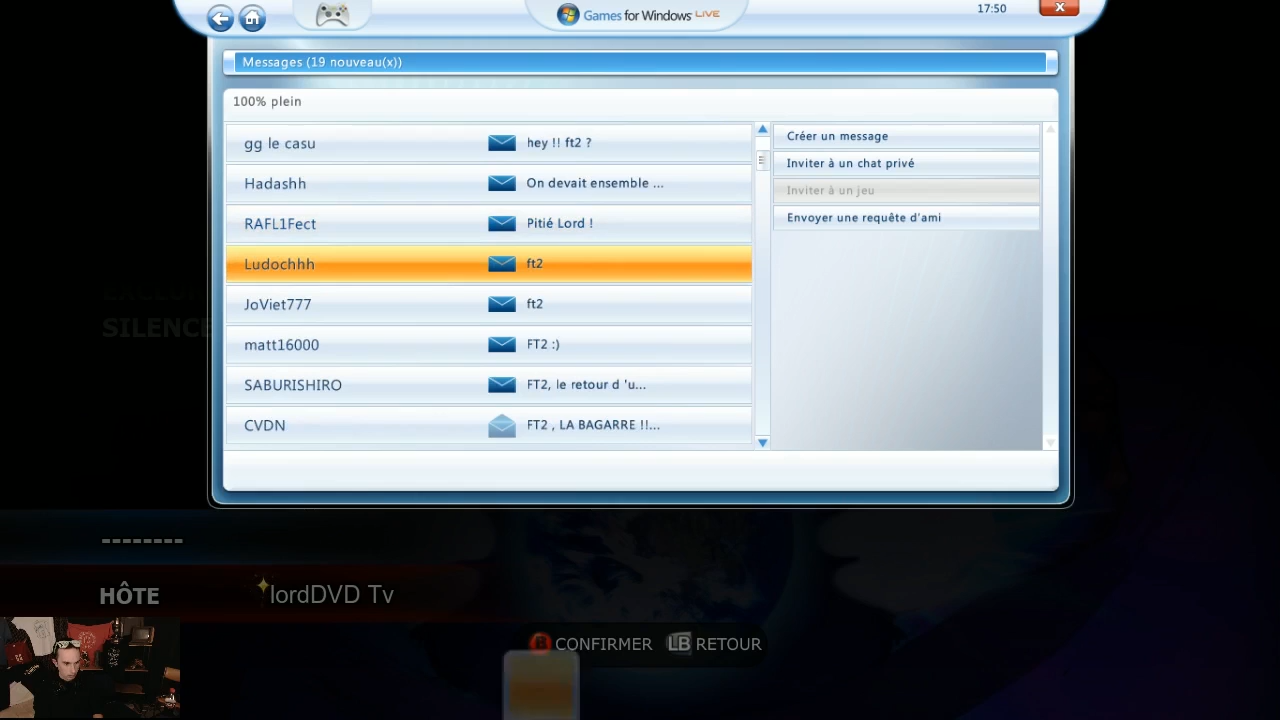 Games for Windows LIVE
17:50
Messages (19 nouveau(x))
100% plein
gg le casu hey !! ft2 ?
Hadashh On devait ensemble ...
RAFL1Fect Pitié Lord !
Ludochhh ft2
JoViet777 ft2
matt16000 FT2 :)
SABURISHIRO FT2, le retour d 'u...
CVDN FT2 , LA BAGARRE !!...
Créer un message
Inviter à un chat privé
Inviter à un jeu
Envoyer une requête d'ami
SILENCE
--------
HÔTE lordDVD Tv
B CONFIRMER LB RETOUR